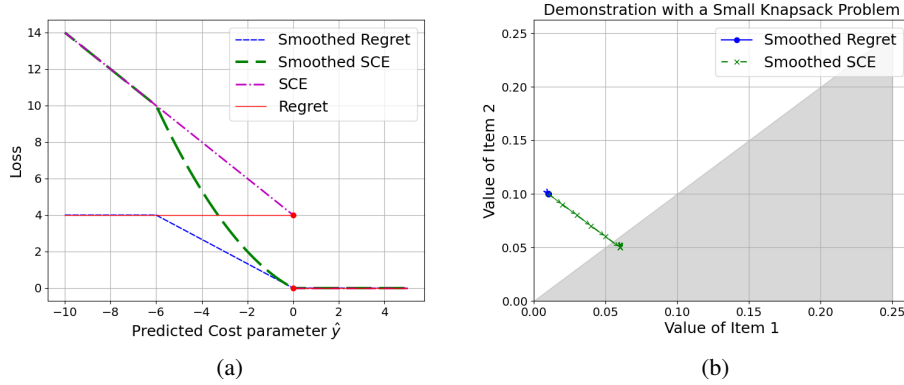 14
12
10
8
6
4
2
0
Loss
−10
−8
−6
−4
−2
0
2
4
Predicted Cost parameter ŷ
Smoothed Regret
Smoothed SCE
SCE
Regret
(a)
Demonstration with a Small Knapsack Problem
0.25
0.20
0.15
0.10
0.05
0.00
Value of Item 2
0.00
0.05
0.10
0.15
0.20
0.25
Value of Item 1
Smoothed Regret
Smoothed SCE
(b)